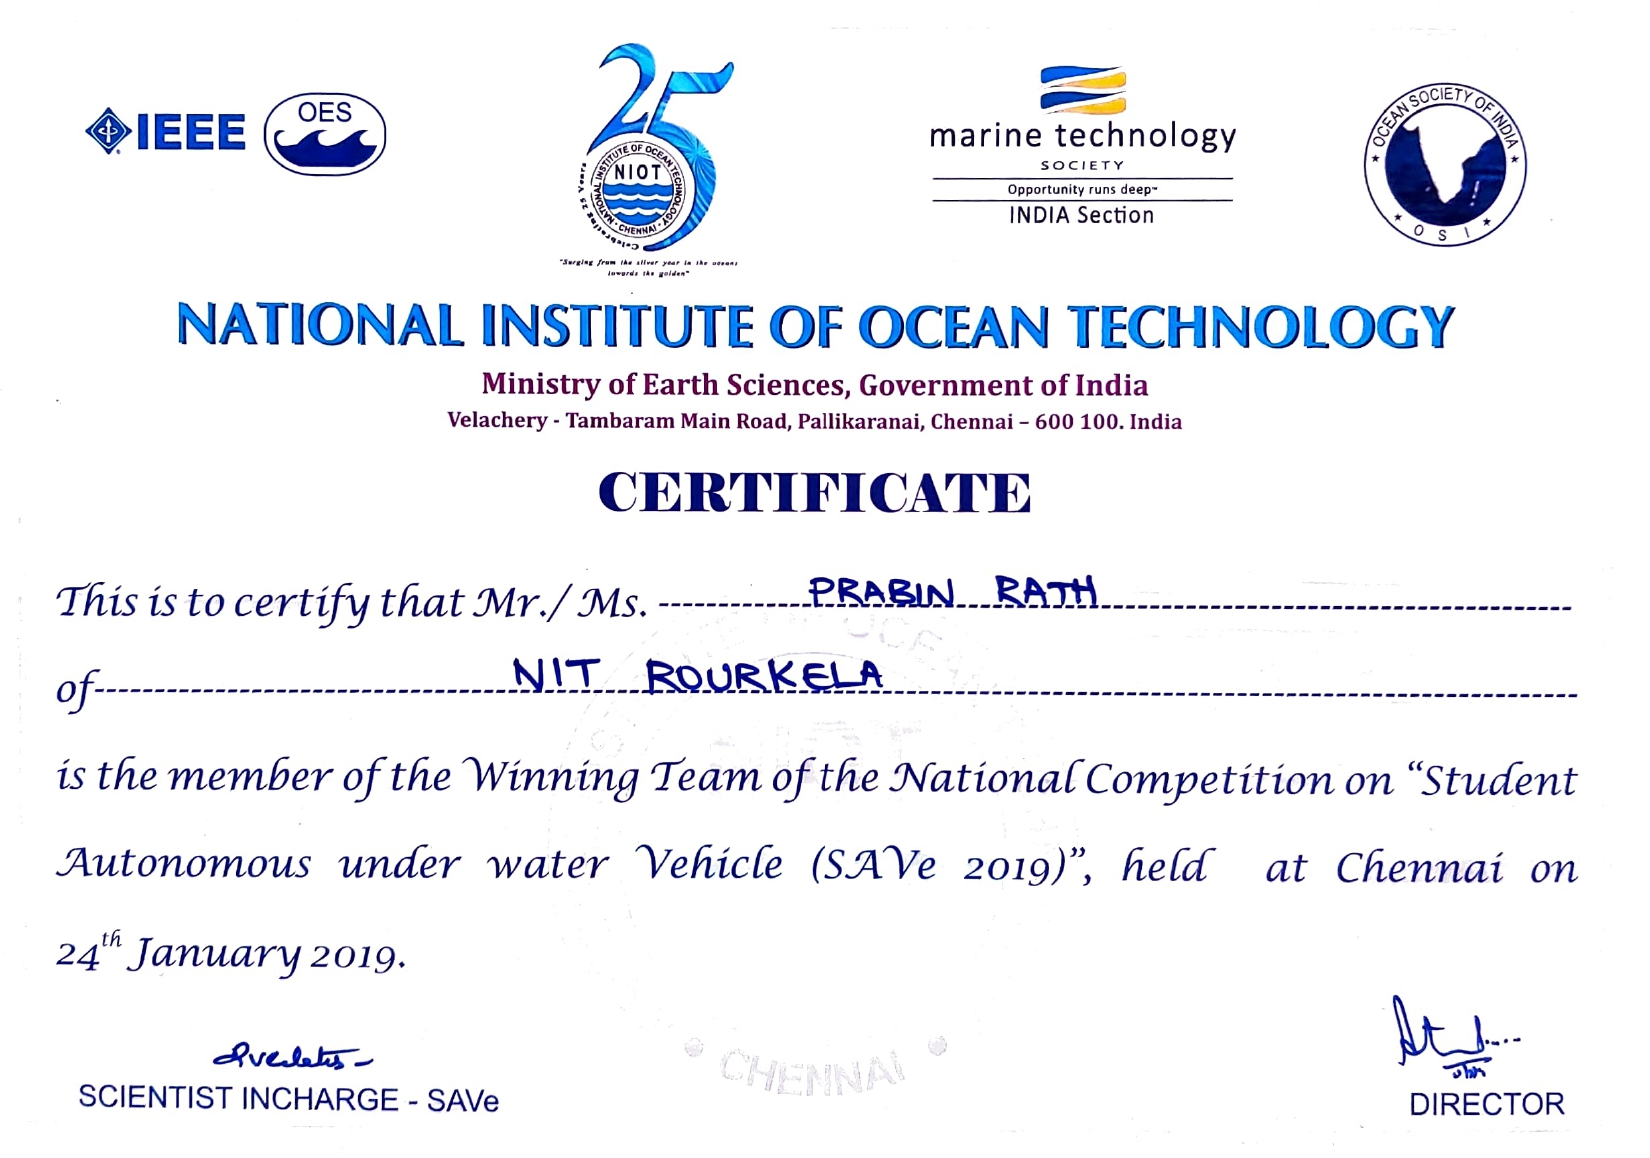 IEEE OES
25
NATIONAL INSTITUTE OF OCEAN TECHNOLOGY
NIOT
CHENNAI
Celebrating 25 Years
"Surging from the silver year in the oceans
towards the golden"
marine technology
SOCIETY
Opportunity runs deep™
INDIA Section
OCEAN SOCIETY OF INDIA
OSI
NATIONAL INSTITUTE OF OCEAN TECHNOLOGY
Ministry of Earth Sciences, Government of India
Velachery - Tambaram Main Road, Pallikaranai, Chennai – 600 100. India
CERTIFICATE
This is to certify that Mr./ Ms. PRABIN RATH
of NIT ROURKELA
is the member of the Winning Team of the National Competition on “Student
Autonomous under water Vehicle (SAVe 2019)”, held at Chennai on
24th January 2019.
SCIENTIST INCHARGE - SAVe
CHENNAI
DIRECTOR